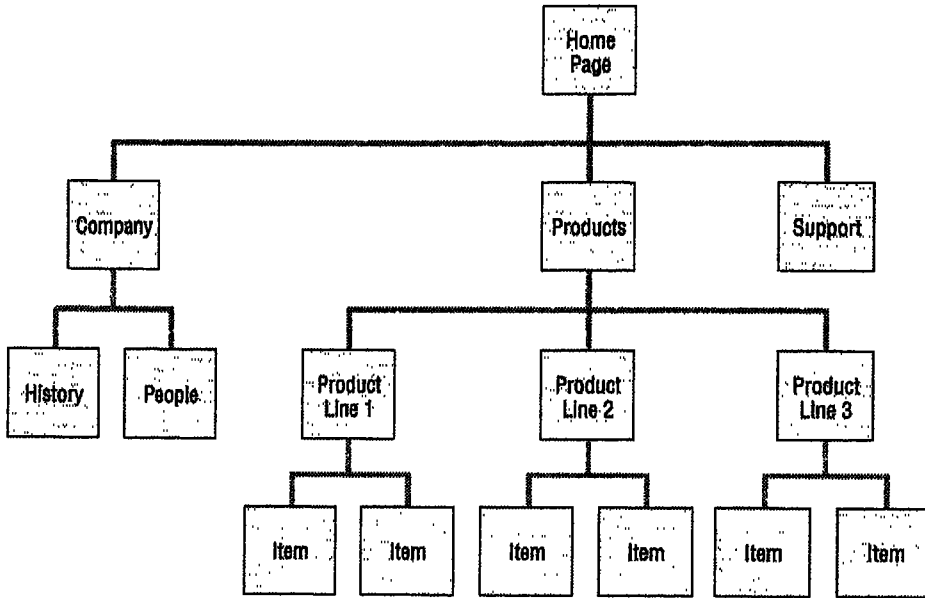 Home
Page
Company
Products
Support
History
People
Product
Line 1
Product
Line 2
Product
Line 3
Item
Item
Item
Item
Item
Item